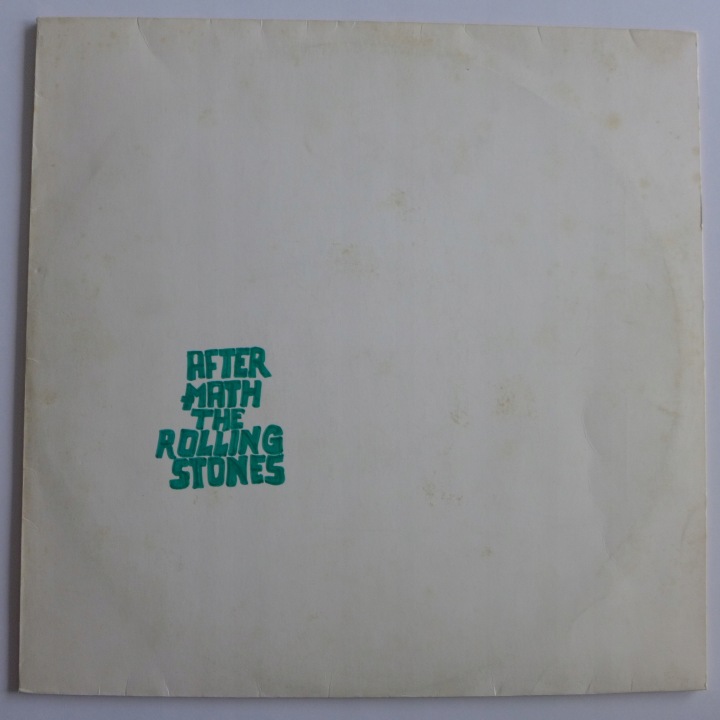 AFTER
MATH
THE
ROLLING
STONES